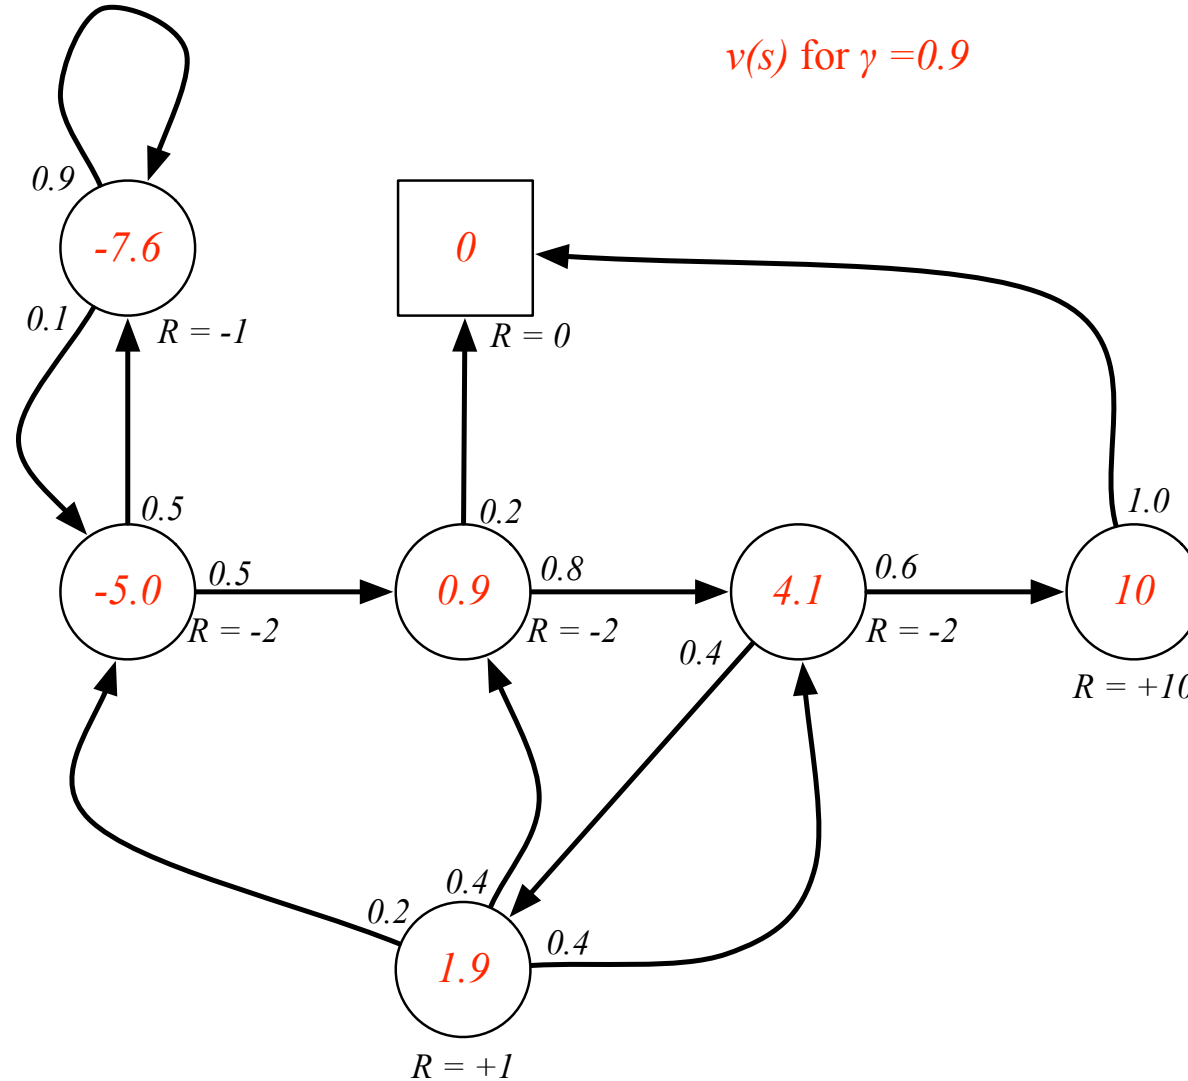 v(s) for γ =0.9
0.9
-7.6
0
0.1
R = -1
R = 0
0.5
0.2
1.0
0.5
0.8
0.6
-5.0
0.9
4.1
10
R = -2
R = -2
R = -2
0.4
R = +10
0.4
0.2
0.4
1.9
R = +1